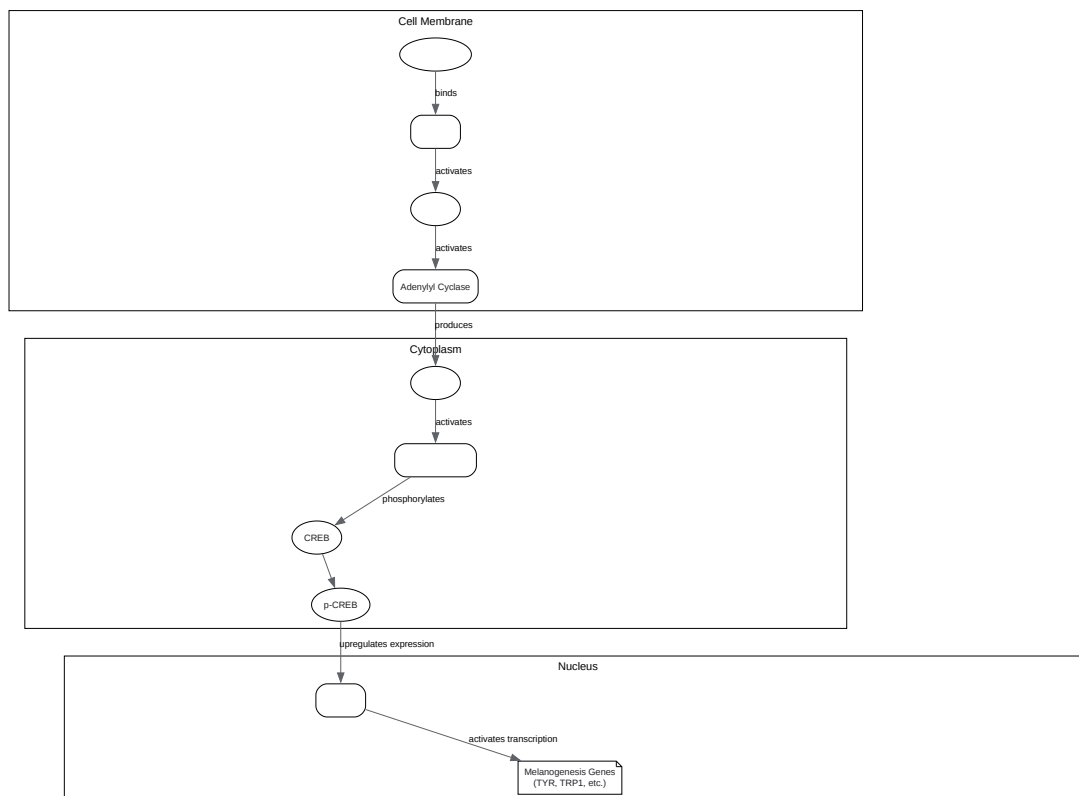 Cell Membrane
binds
activates
activates
Adenylyl Cyclase
produces
Cytoplasm
activates
phosphorylates
CREB
p-CREB
upregulates expression
Nucleus
activates transcription
Melanogenesis Genes
(TYR, TRP1, etc.)